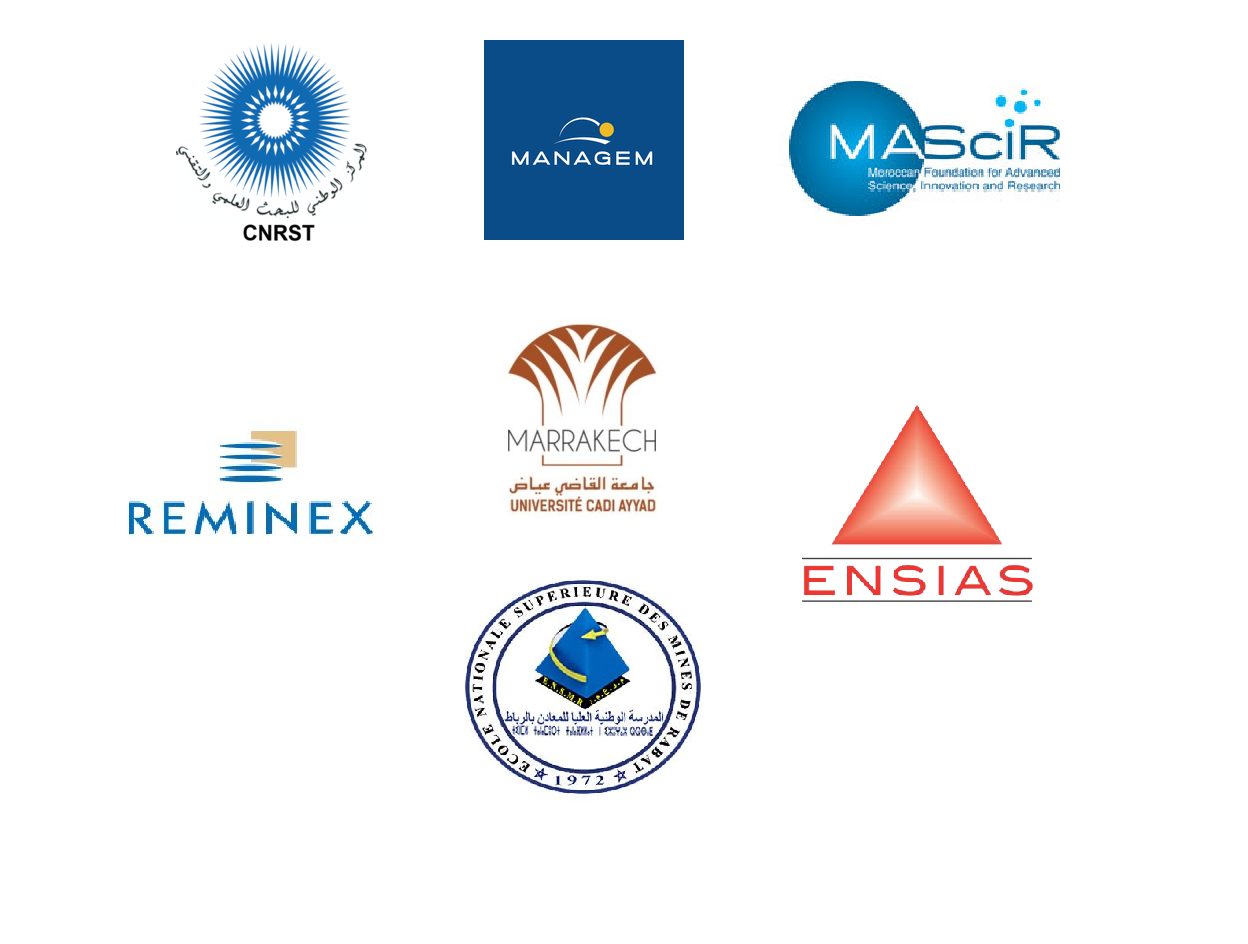 المركز الوطني للبحث العلمي والتقني
CNRST
MANAGEM
MASciR
Moroccan Foundation for Advanced
Science, Innovation and Research
MARRAKECH
جامعة القاضي عياض
UNIVERSITÉ CADI AYYAD
REMINEX
ENSIAS
ECOLE NATIONALE SUPERIEURE DES MINES DE RABAT
E.N.S.M.R
المدرسة الوطنية العليا للمعادن بالرباط
1972